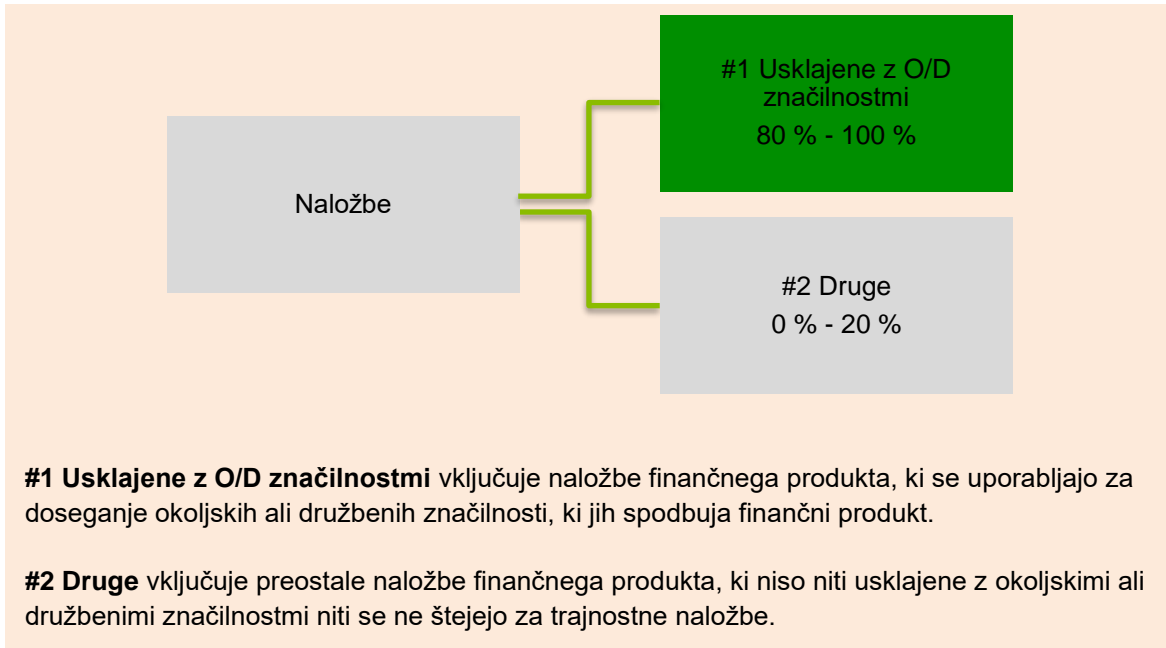 #1 Usklajene z O/D
značilnostmi
80 % - 100 %
Naložbe
#2 Druge
0 % - 20 %
#1 Usklajene z O/D značilnostmi vključuje naložbe finančnega produkta, ki se uporabljajo za
doseganje okoljskih ali družbenih značilnosti, ki jih spodbuja finančni produkt.
#2 Druge vključuje preostale naložbe finančnega produkta, ki niso niti usklajene z okoljskimi ali
družbenimi značilnostmi niti se ne štejejo za trajnostne naložbe.